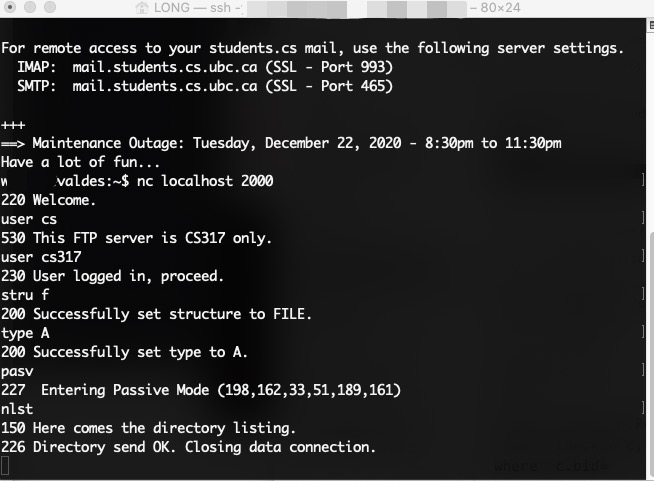 LONG — ssh - – 80×24
For remote access to your students.cs mail, use the following server settings.
IMAP: mail.students.cs.ubc.ca (SSL - Port 993)
SMTP: mail.students.cs.ubc.ca (SSL - Port 465)
+++
==> Maintenance Outage: Tuesday, December 22, 2020 - 8:30pm to 11:30pm
Have a lot of fun...
valdes:~$ nc localhost 2000
220 Welcome.
user cs
530 This FTP server is CS317 only.
user cs317
230 User logged in, proceed.
stru f
200 Successfully set structure to FILE.
type A
200 Successfully set type to A.
pasv
227  Entering Passive Mode (198,162,33,51,189,161)
nlst
150 Here comes the directory listing.
226 Directory send OK. Closing data connection.